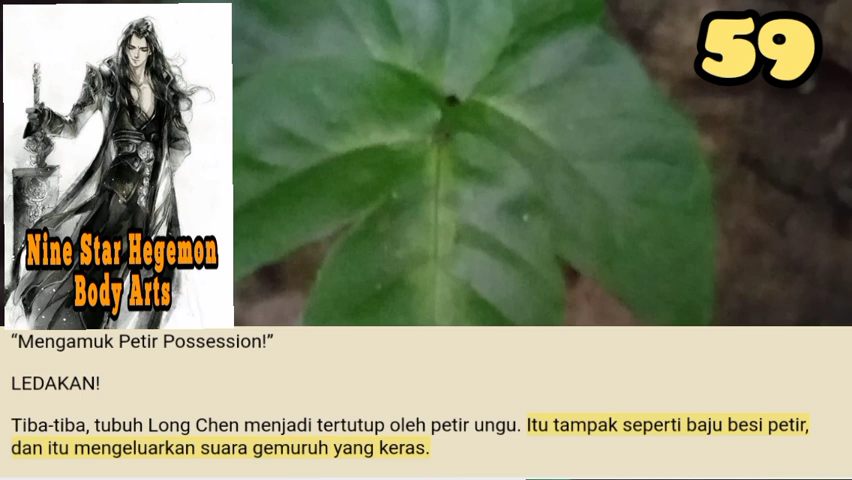 59
Nine Star Hegemon
Body Arts
“Mengamuk Petir Possession!”
LEDAKAN!
Tiba-tiba, tubuh Long Chen menjadi tertutup oleh petir ungu. Itu tampak seperti baju besi petir,
dan itu mengeluarkan suara gemuruh yang keras.